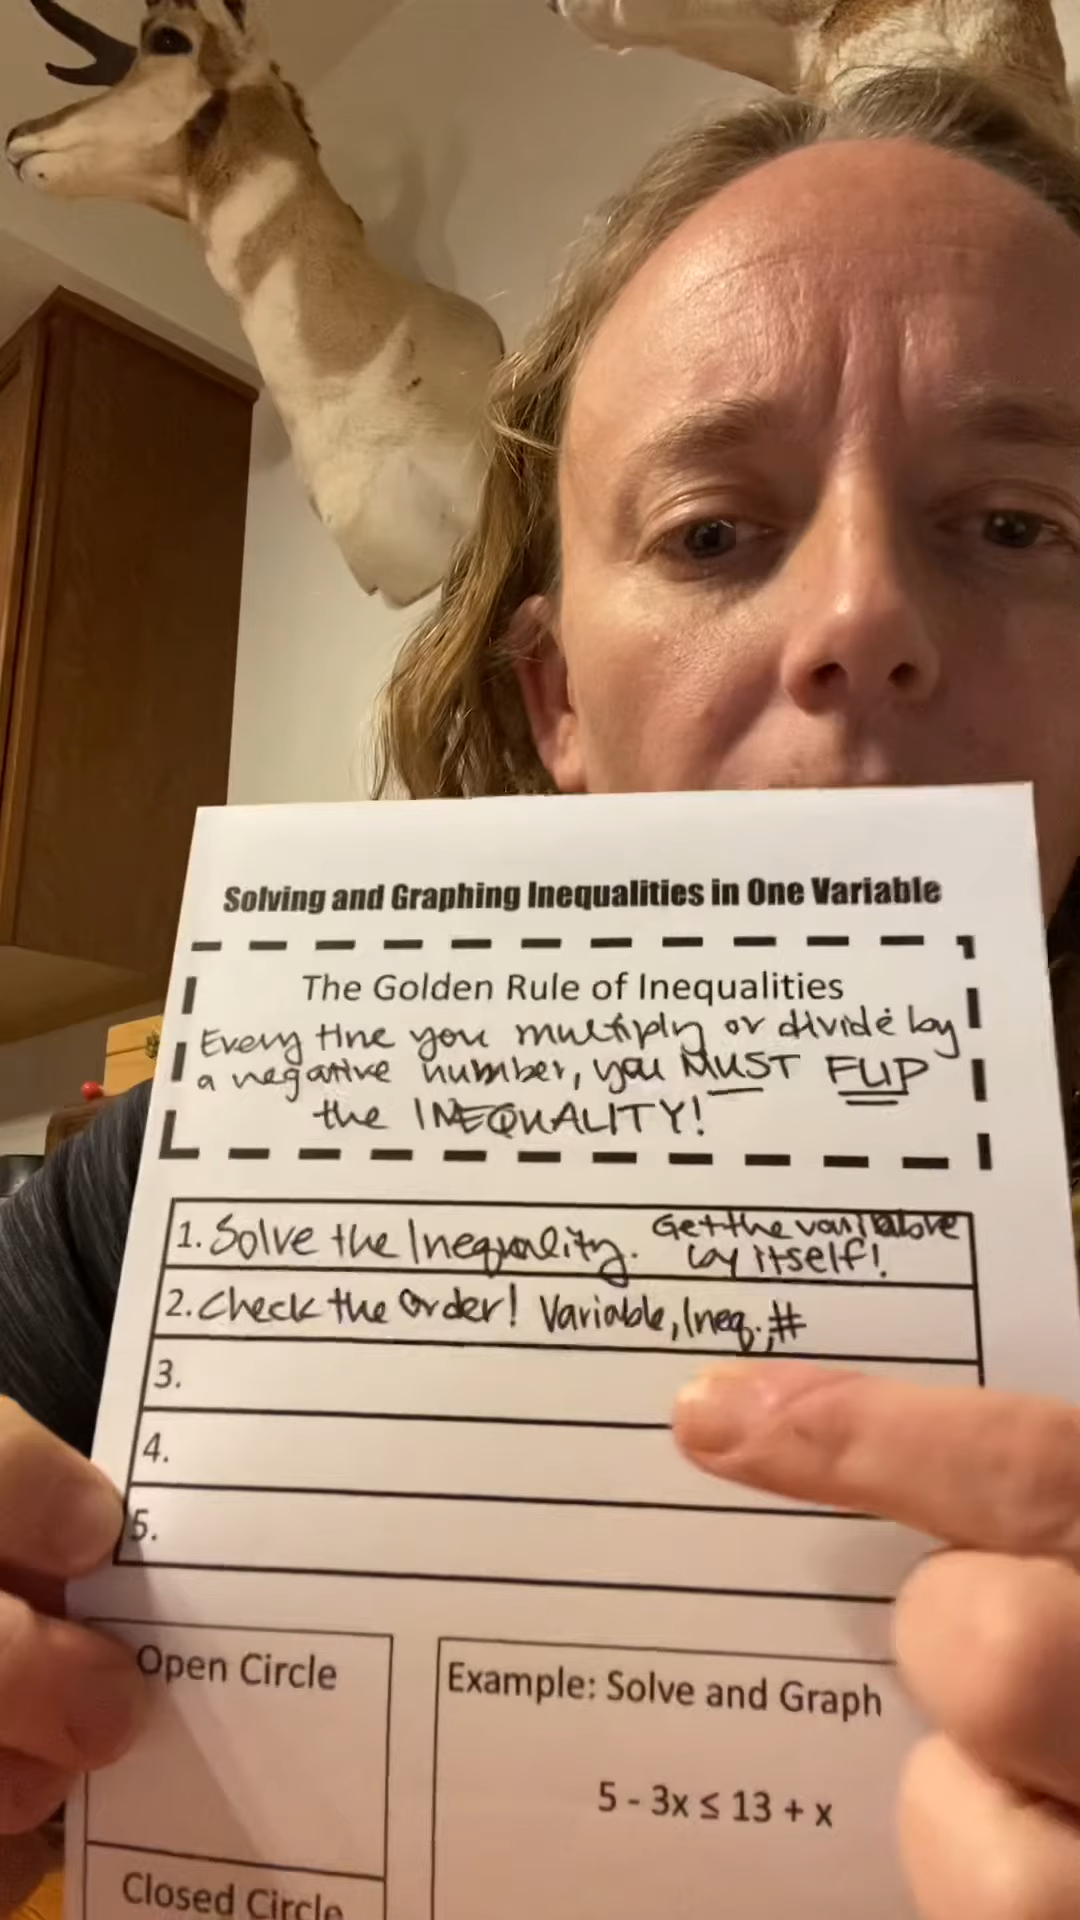 Solving and Graphing Inequalities in One Variable
The Golden Rule of Inequalities
Every time you multiply or divide by
a negative number, you MUST FLIP
the INEQUALITY!
1. Solve the Inequality. Get the variable
by itself!
2. Check the Order! Variable, Ineq., #
3.
4.
5.
Open Circle
Closed Circle
Example: Solve and Graph
5 - 3x ≤ 13 + x